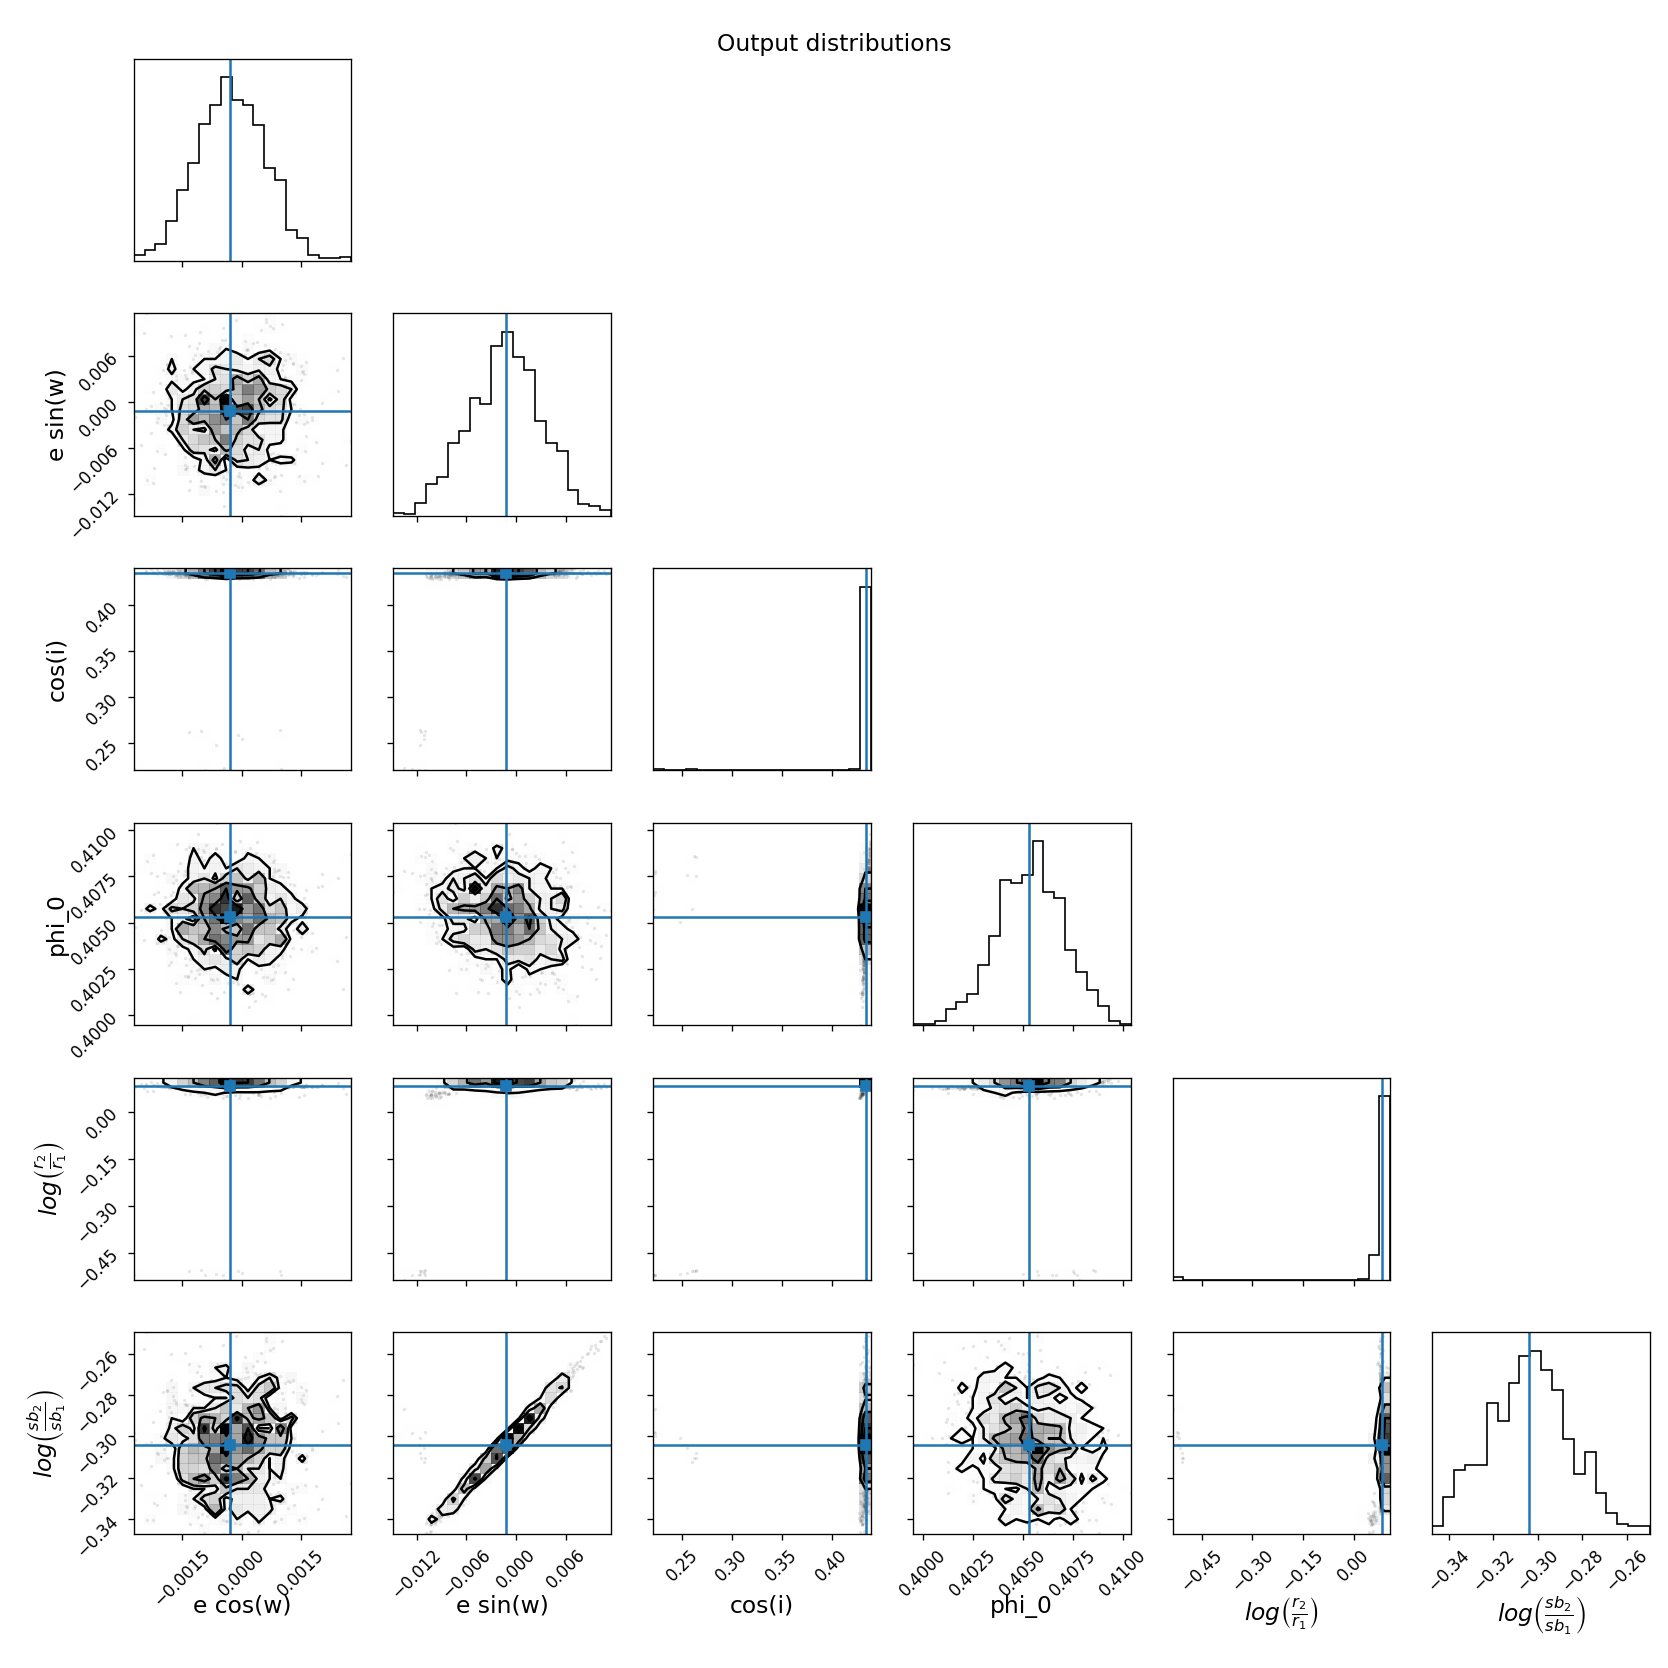 Output distributions
e sin(w)
0.006
0.000
−0.006
−0.012
cos(i)
0.40
0.35
0.30
0.25
phi_0
0.4100
0.4075
0.4050
0.4025
0.4000
log(r₂/r₁)
0.00
−0.15
−0.30
−0.45
log(sb₂/sb₁)
−0.26
−0.28
−0.30
−0.32
−0.34
−0.0015 0.0000 0.0015
−0.012 −0.006 0.000 0.006
0.25 0.30 0.35 0.40
0.4000 0.4025 0.4050 0.4075 0.4100
−0.45 −0.30 −0.15 0.00
−0.34 −0.32 −0.30 −0.28 −0.26
e cos(w) e sin(w) cos(i) phi_0 log(r₂/r₁) log(sb₂/sb₁)